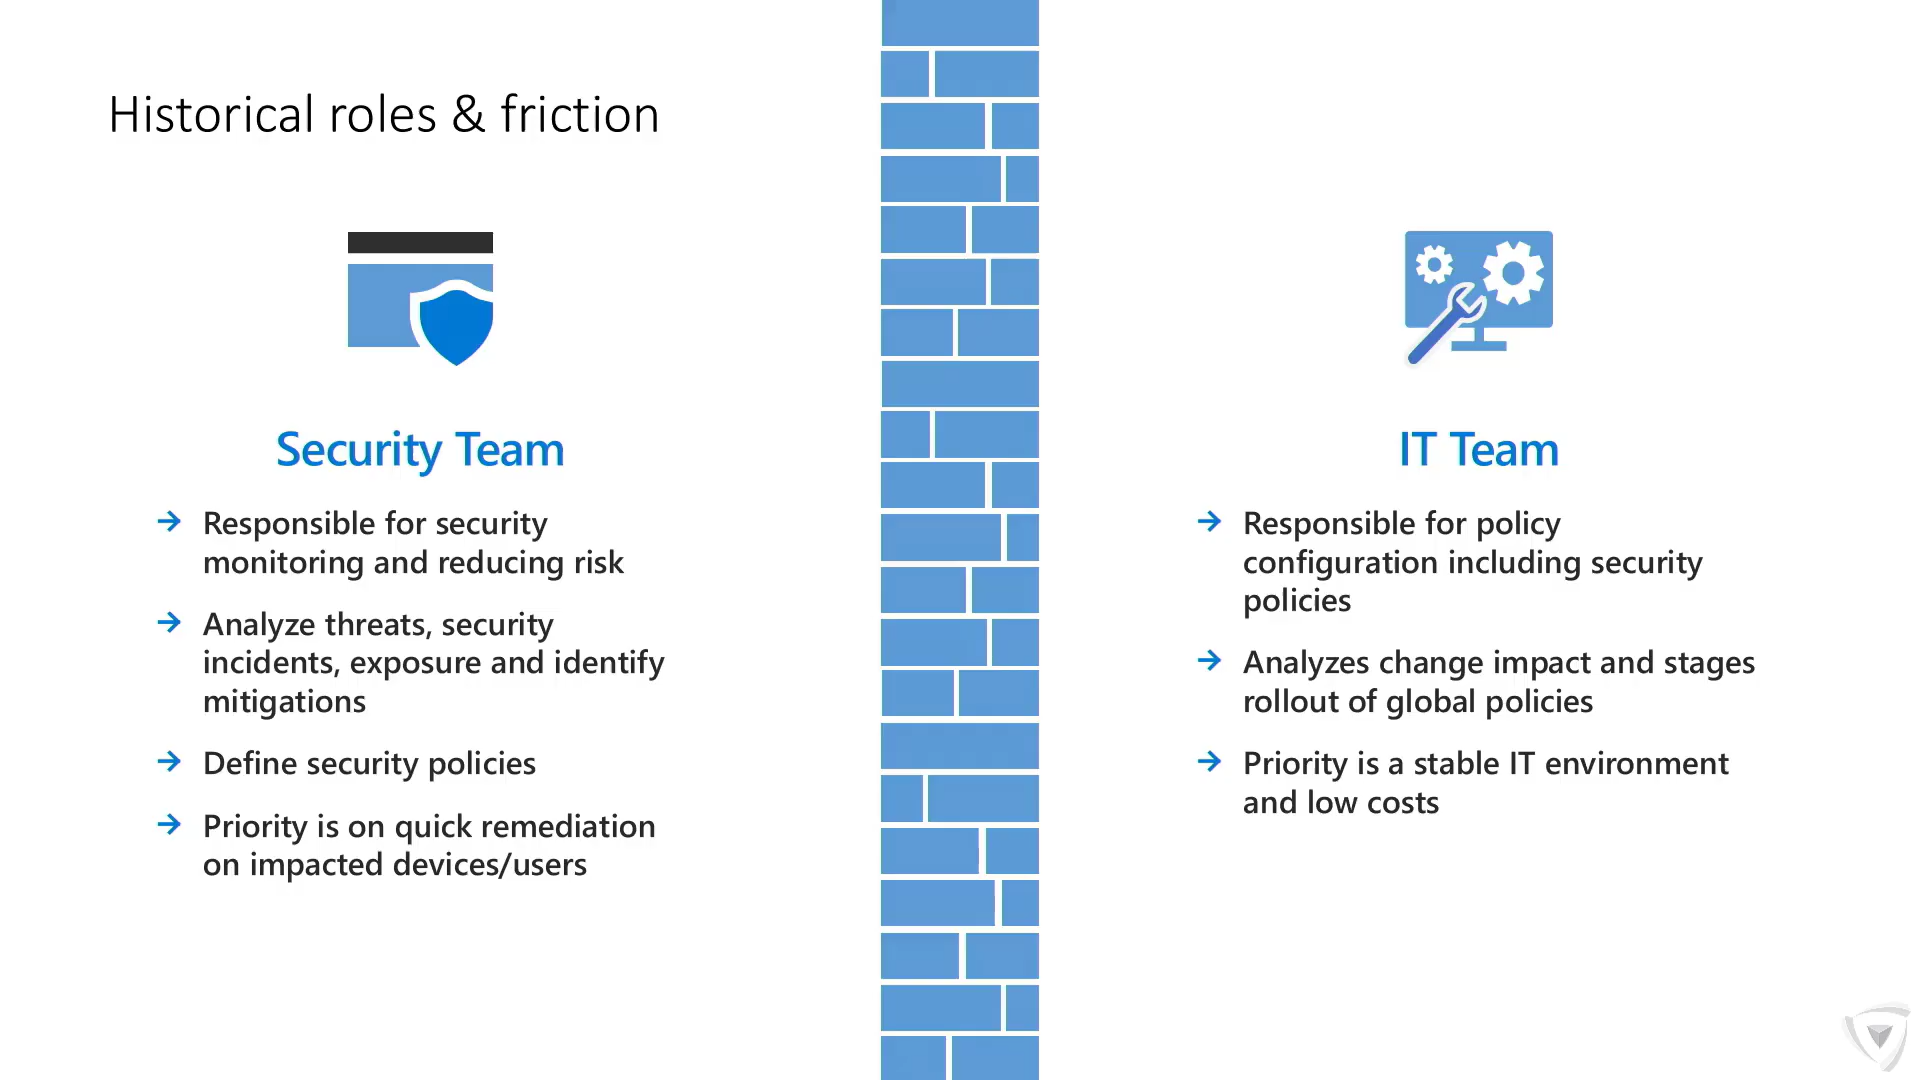 Historical roles & friction
Security Team
→ Responsible for security
monitoring and reducing risk
→ Analyze threats, security
incidents, exposure and identify
mitigations
→ Define security policies
→ Priority is on quick remediation
on impacted devices/users
IT Team
→ Responsible for policy
configuration including security
policies
→ Analyzes change impact and stages
rollout of global policies
→ Priority is a stable IT environment
and low costs